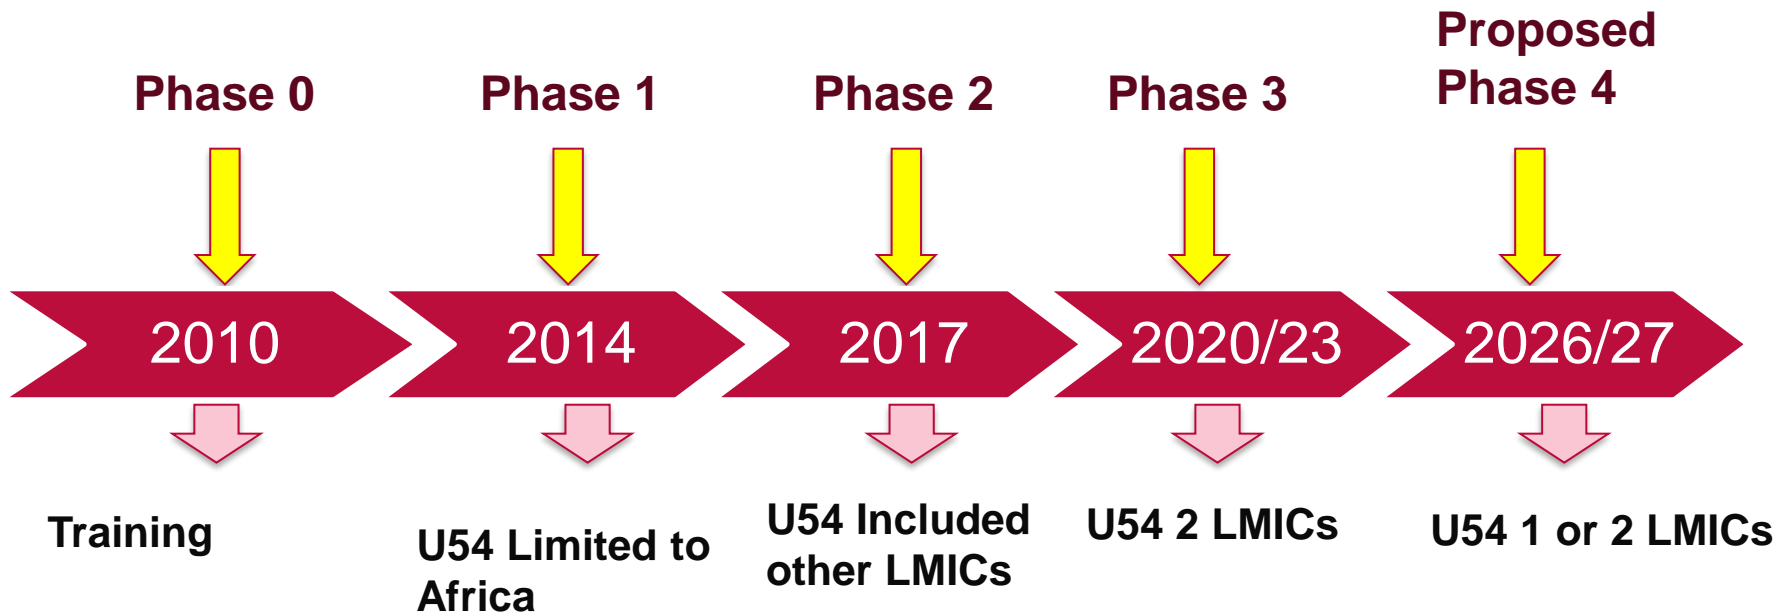 Phase 0
Phase 1
Phase 2
Phase 3
Proposed
Phase 4
2010
2014
2017
2020/23
2026/27
Training
U54 Limited to
Africa
U54 Included
other LMICs
U54 2 LMICs
U54 1 or 2 LMICs